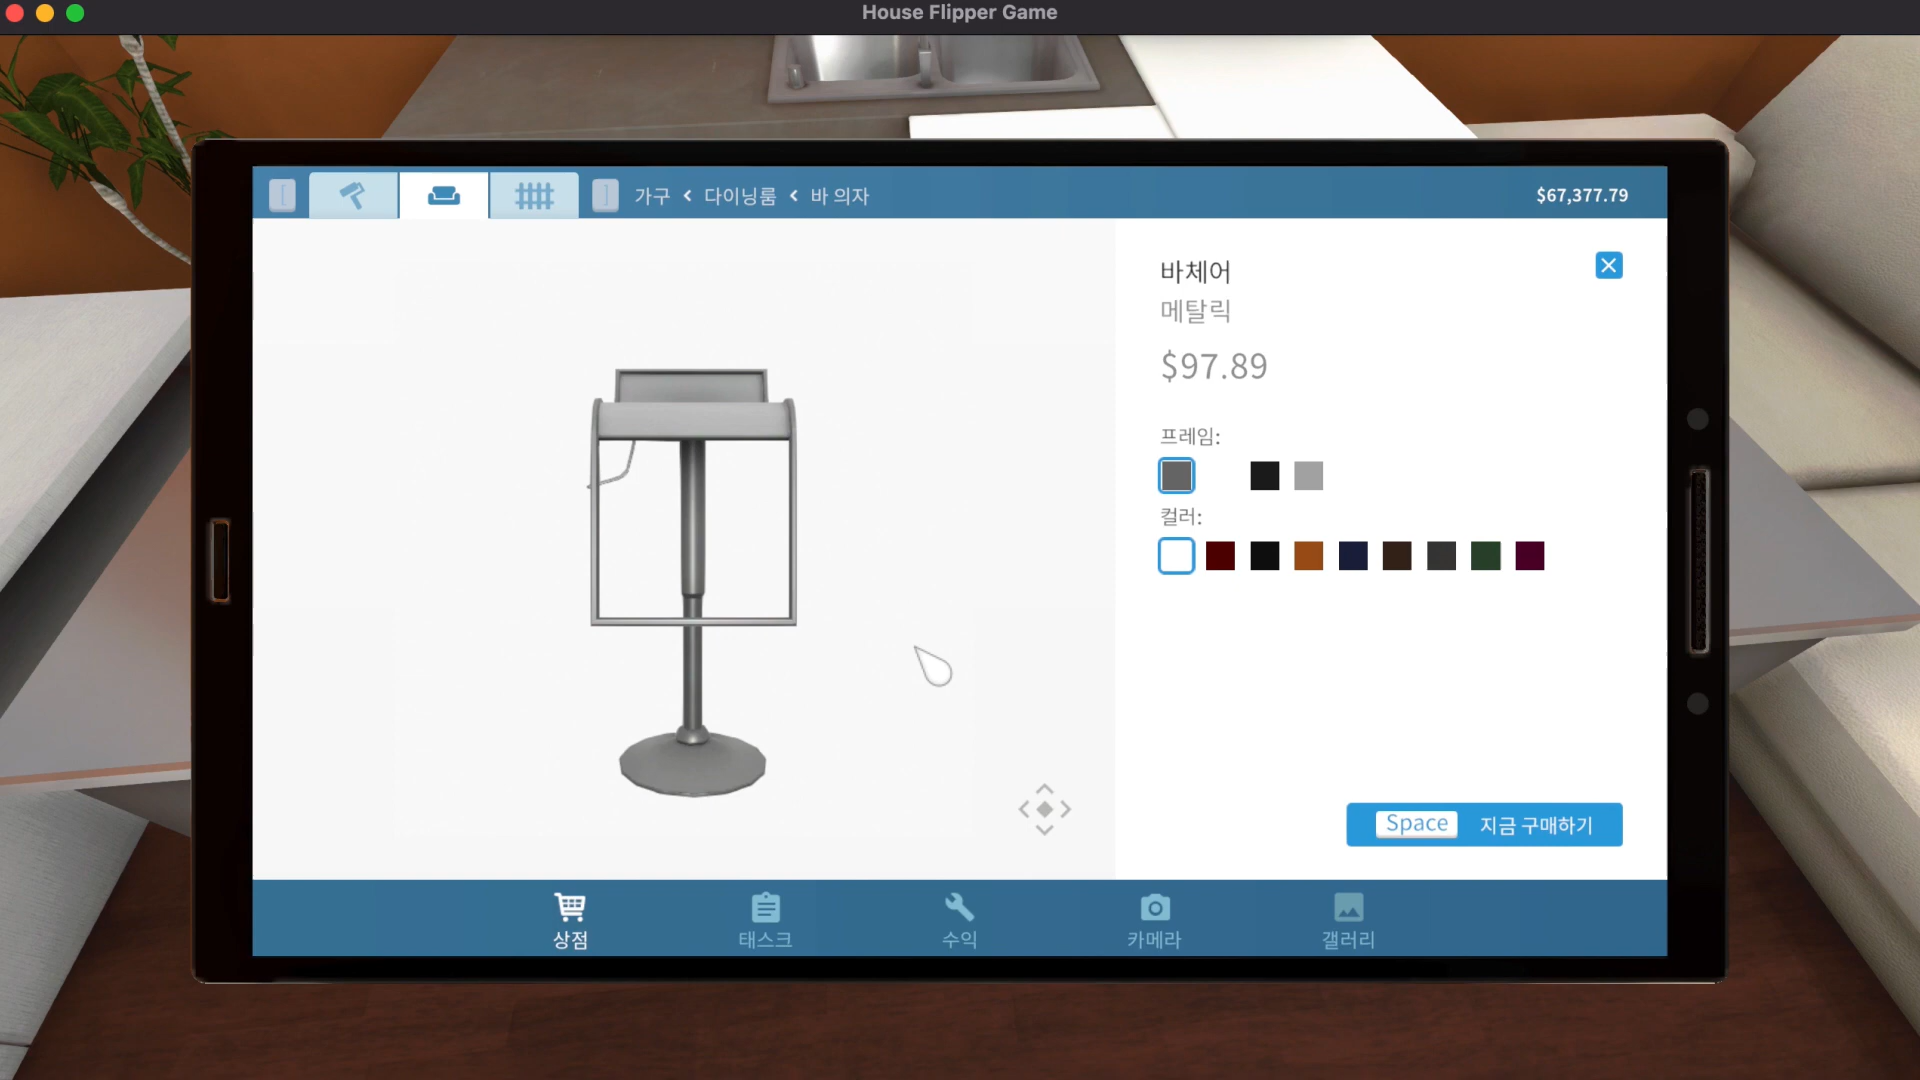 House Flipper Game
[
]
가구 < 다이닝룸 < 바 의자
$67,377.79
바체어
메탈릭
$97.89
프레임:
컬러:
Space 지금 구매하기
상점
태스크
수익
카메라
갤러리